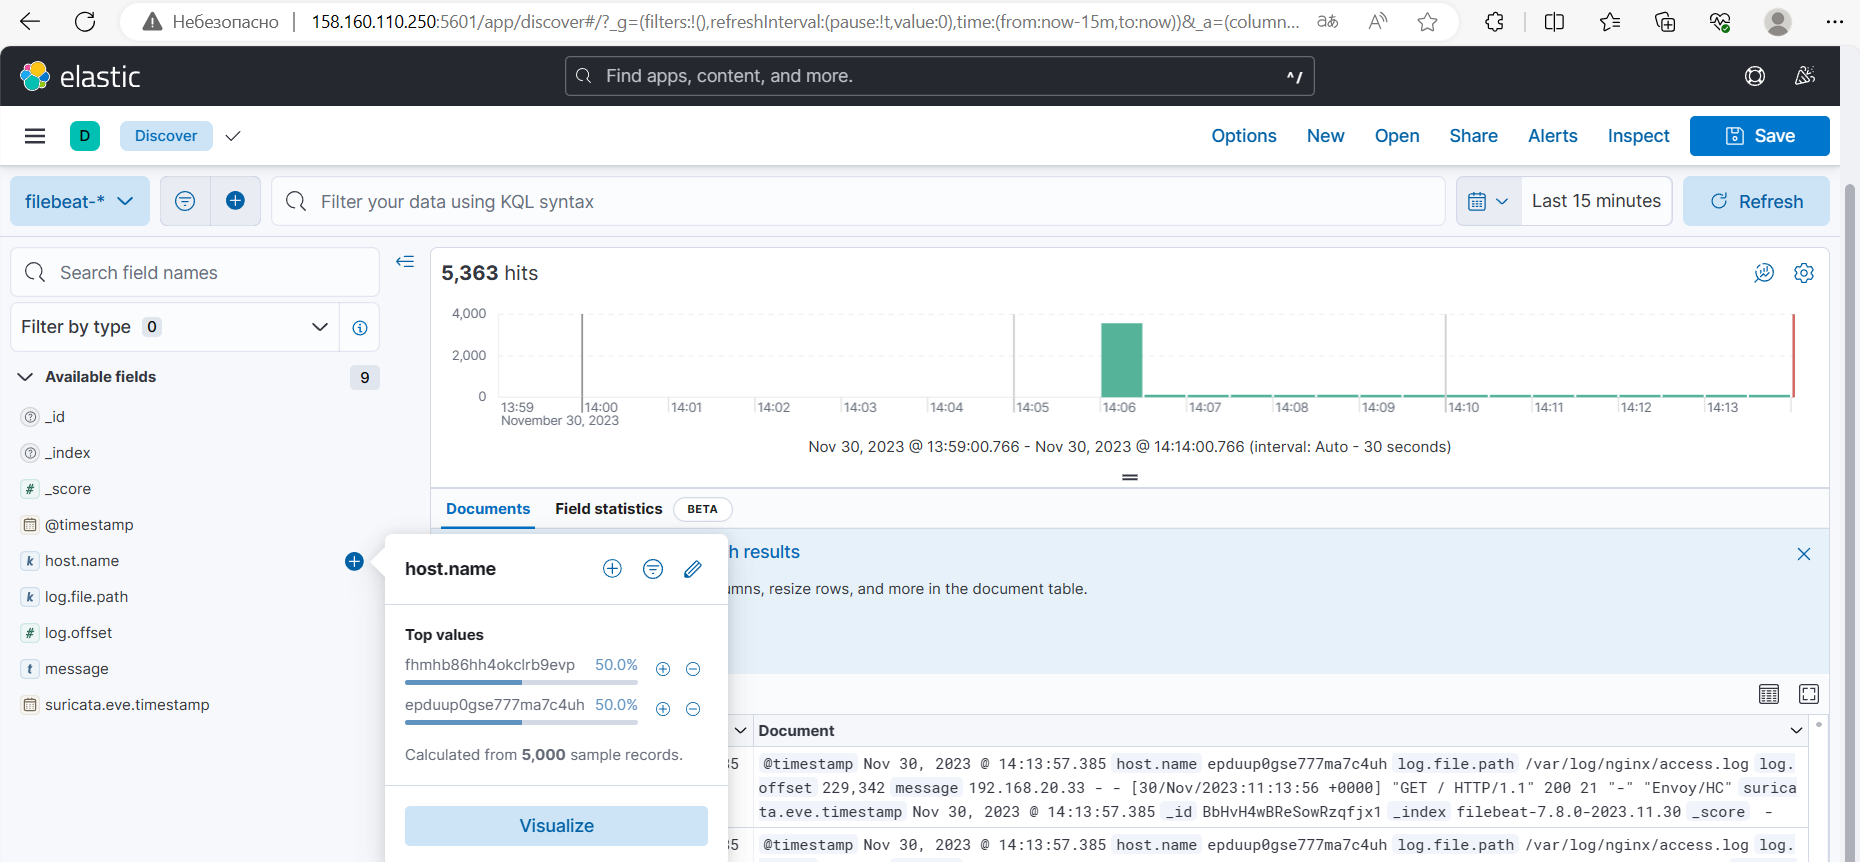 Небезопасно
158.160.110.250:5601/app/discover#/?_g=(filters:!(),refreshInterval:(pause:!t,value:0),time:(from:now-15m,to:now))&_a=(column...
aあ
A
elastic
Find apps, content, and more.
^/
D
Discover
Options
New
Open
Share
Alerts
Inspect
Save
filebeat-*
Filter your data using KQL syntax
Last 15 minutes
Refresh
Search field names
Filter by type 0
Available fields 9
_id
_index
# _score
@timestamp
k host.name
k log.file.path
# log.offset
t message
suricata.eve.timestamp
5,363 hits
4,000
2,000
0
13:59 14:00 14:01 14:02 14:03 14:04 14:05 14:06 14:07 14:08 14:09 14:10 14:11 14:12 14:13
November 30, 2023
Nov 30, 2023 @ 13:59:00.766 - Nov 30, 2023 @ 14:14:00.766 (interval: Auto - 30 seconds)
Documents
Field statistics
BETA
h results
umns, resize rows, and more in the document table.
host.name
Top values
fhmhb86hh4okclrb9evp 50.0%
epduup0gse777ma7c4uh 50.0%
Calculated from 5,000 sample records.
Visualize
Document
35 @timestamp Nov 30, 2023 @ 14:13:57.385 host.name epduup0gse777ma7c4uh log.file.path /var/log/nginx/access.log log.
offset 229,342 message 192.168.20.33 - - [30/Nov/2023:11:13:56 +0000] "GET / HTTP/1.1" 200 21 "-" "Envoy/HC" surica
ta.eve.timestamp Nov 30, 2023 @ 14:13:57.385 _id BbHvH4wBReSowRzqfjx1 _index filebeat-7.8.0-2023.11.30 _score -
35 @timestamp Nov 30, 2023 @ 14:13:57.385 host.name epduup0gse777ma7c4uh log.file.path /var/log/nginx/access.log log.